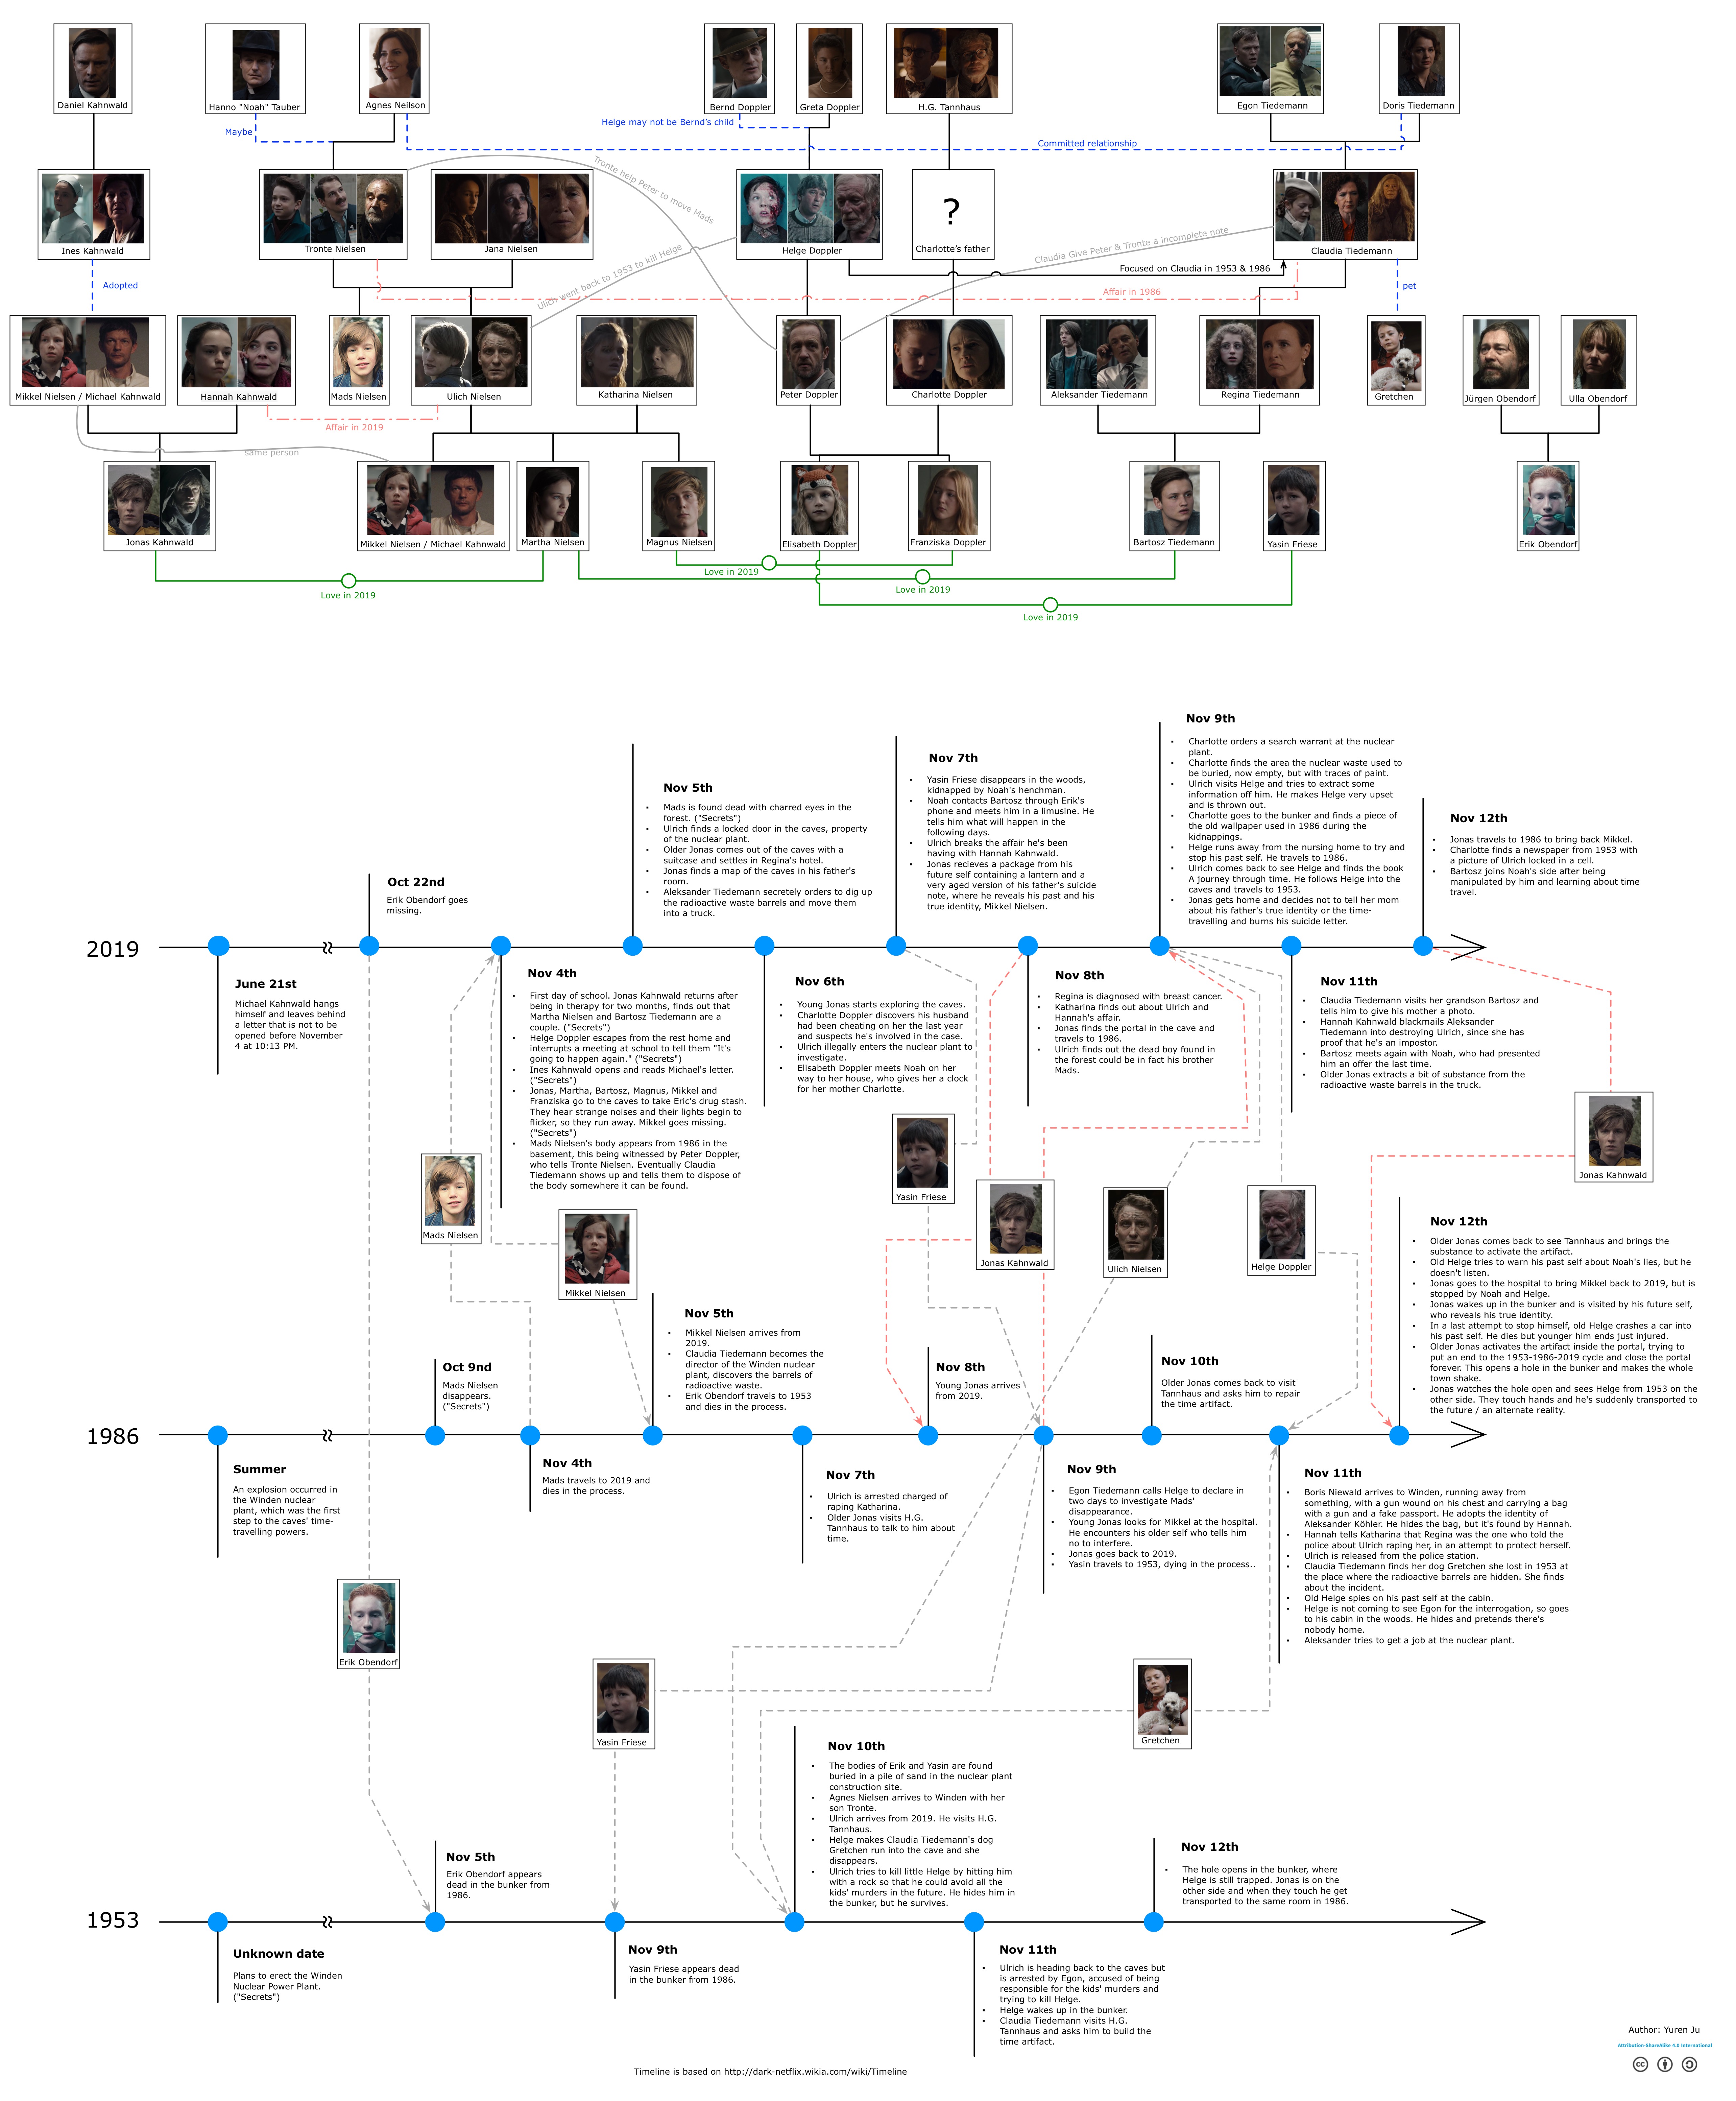 Daniel Kahnwald
Hanno "Noah" Tauber
Agnes Neilson
Bernd Doppler
Greta Doppler
H.G. Tannhaus
Egon Tiedemann
Doris Tiedemann
Maybe
Helge may not be Bernd's child
Committed relationship
Tronte help Peter to move Mads
Ines Kahnwald
Tronte Nielsen
Jana Nielsen
Helge Doppler
?
Charlotte's father
Claudia Tiedemann
Ulich went back to 1953 to kill Helge
Claudia Give Peter & Tronte a incomplete note
Focused on Claudia in 1953 & 1986
Adopted
Affair in 1986
pet
Mikkel Nielsen / Michael Kahnwald
Hannah Kahnwald
Mads Nielsen
Ulich Nielsen
Katharina Nielsen
Peter Doppler
Charlotte Doppler
Aleksander Tiedemann
Regina Tiedemann
Gretchen
Jürgen Obendorf
Ulla Obendorf
Affair in 2019
same person
Jonas Kahnwald
Mikkel Nielsen / Michael Kahnwald
Martha Nielsen
Magnus Nielsen
Elisabeth Doppler
Franziska Doppler
Bartosz Tiedemann
Yasin Friese
Erik Obendorf
Love in 2019
Love in 2019
Love in 2019
Love in 2019
2019
June 21st
Michael Kahnwald hangs
himself and leaves behind
a letter that is not to be
opened before November
4 at 10:13 PM.
Oct 22nd
Erik Obendorf goes
missing.
Nov 4th
• First day of school. Jonas Kahnwald returns after
being in therapy for two months, finds out that
Martha Nielsen and Bartosz Tiedemann are a
couple. ("Secrets")
• Helge Doppler escapes from the rest home and
interrupts a meeting at school to tell them "It's
going to happen again." ("Secrets")
• Ines Kahnwald opens and reads Michael's letter.
("Secrets")
• Jonas, Martha, Bartosz, Magnus, Mikkel and
Franziska go to the caves to take Eric's drug stash.
They hear strange noises and their lights begin to
flicker, so they run away. Mikkel goes missing.
("Secrets")
• Mads Nielsen's body appears from 1986 in the
basement, this being witnessed by Peter Doppler,
who tells Tronte Nielsen. Eventually Claudia
Tiedemann shows up and tells them to dispose of
the body somewhere it can be found.
Nov 5th
• Mads is found dead with charred eyes in the
forest. ("Secrets")
• Ulrich finds a locked door in the caves, property
of the nuclear plant.
• Older Jonas comes out of the caves with a
suitcase and settles in Regina's hotel.
• Jonas finds a map of the caves in his father's
room.
• Aleksander Tiedemann secretely orders to dig up
the radioactive waste barrels and move them
into a truck.
Nov 6th
• Young Jonas starts exploring the caves.
• Charlotte Doppler discovers his husband
had been cheating on her the last year
and suspects he's involved in the case.
• Ulrich illegally enters the nuclear plant to
investigate.
• Elisabeth Doppler meets Noah on her
way to her house, who gives her a clock
for her mother Charlotte.
Nov 7th
• Yasin Friese disappears in the woods,
kidnapped by Noah's henchman.
• Noah contacts Bartosz through Erik's
phone and meets him in a limusine. He
tells him what will happen in the
following days.
• Ulrich breaks the affair he's been
having with Hannah Kahnwald.
• Jonas recieves a package from his
future self containing a lantern and a
very aged version of his father's suicide
note, where he reveals his past and his
true identity, Mikkel Nielsen.
Nov 8th
• Regina is diagnosed with breast cancer.
• Katharina finds out about Ulrich and
Hannah's affair.
• Jonas finds the portal in the cave and
travels to 1986.
• Ulrich finds out the dead boy found in
the forest could be in fact his brother
Mads.
Nov 9th
• Charlotte orders a search warrant at the nuclear
plant.
• Charlotte finds the area the nuclear waste used to
be buried, now empty, but with traces of paint.
• Ulrich visits Helge and tries to extract some
information off him. He makes Helge very upset
and is thrown out.
• Charlotte goes to the bunker and finds a piece of
the old wallpaper used in 1986 during the
kidnappings.
• Helge runs away from the nursing home to try and
stop his past self. He travels to 1986.
• Ulrich comes back to see Helge and finds the book
A journey through time. He follows Helge into the
caves and travels to 1953.
• Jonas gets home and decides not to tell her mom
about his father's true identity or the time-
travelling and burns his suicide letter.
Nov 11th
• Claudia Tiedemann visits her grandson Bartosz and
tells him to give his mother a photo.
• Hannah Kahnwald blackmails Aleksander
Tiedemann into destroying Ulrich, since she has
proof that he's an impostor.
• Bartosz meets again with Noah, who had presented
him an offer the last time.
• Older Jonas extracts a bit of substance from the
radioactive waste barrels in the truck.
Nov 12th
• Jonas travels to 1986 to bring back Mikkel.
• Charlotte finds a newspaper from 1953 with
a picture of Ulrich locked in a cell.
• Bartosz joins Noah's side after being
manipulated by him and learning about time
travel.
Mads Nielsen
Mikkel Nielsen
Yasin Friese
Jonas Kahnwald
Ulich Nielsen
Helge Doppler
Jonas Kahnwald
1986
Summer
An explosion occurred in
the Winden nuclear
plant, which was the first
step to the caves' time-
travelling powers.
Oct 9nd
Mads Nielsen
disappears.
("Secrets")
Nov 4th
Mads travels to 2019 and
dies in the process.
Nov 5th
• Mikkel Nielsen arrives from
2019.
• Claudia Tiedemann becomes the
director of the Winden nuclear
plant, discovers the barrels of
radioactive waste.
• Erik Obendorf travels to 1953
and dies in the process.
Nov 7th
• Ulrich is arrested charged of
raping Katharina.
• Older Jonas visits H.G.
Tannhaus to talk to him about
time.
Nov 8th
Young Jonas arrives
from 2019.
Nov 9th
• Egon Tiedemann calls Helge to declare in
two days to investigate Mads'
disappearance.
• Young Jonas looks for Mikkel at the hospital.
He encounters his older self who tells him
no to interfere.
• Jonas goes back to 2019.
• Yasin travels to 1953, dying in the process..
Nov 10th
Older Jonas comes back to visit
Tannhaus and asks him to repair
the time artifact.
Nov 11th
• Boris Niewald arrives to Winden, running away from
something, with a gun wound on his chest and carrying a bag
with a gun and a fake passport. He adopts the identity of
Aleksander Köhler. He hides the bag, but it's found by Hannah.
• Hannah tells Katharina that Regina was the one who told the
police about Ulrich raping her, in an attempt to protect herself.
• Ulrich is released from the police station.
• Claudia Tiedemann finds her dog Gretchen she lost in 1953 at
the place where the radioactive barrels are hidden. She finds
about the incident.
• Old Helge spies on his past self at the cabin.
• Helge is not coming to see Egon for the interrogation, so goes
to his cabin in the woods. He hides and pretends there's
nobody home.
• Aleksander tries to get a job at the nuclear plant.
Nov 12th
• Older Jonas comes back to see Tannhaus and brings the
substance to activate the artifact.
• Old Helge tries to warn his past self about Noah's lies, but he
doesn't listen.
• Jonas goes to the hospital to bring Mikkel back to 2019, but is
stopped by Noah and Helge.
• Jonas wakes up in the bunker and is visited by his future self,
who reveals his true identity.
• In a last attempt to stop himself, old Helge crashes a car into
his past self. He dies but younger him ends just injured.
• Older Jonas activates the artifact inside the portal, trying to
put an end to the 1953-1986-2019 cycle and close the portal
forever. This opens a hole in the bunker and makes the whole
town shake.
• Jonas watches the hole open and sees Helge from 1953 on the
other side. They touch hands and he's suddenly transported to
the future / an alternate reality.
Erik Obendorf
Yasin Friese
Gretchen
1953
Unknown date
Plans to erect the Winden
Nuclear Power Plant.
("Secrets")
Nov 5th
Erik Obendorf appears
dead in the bunker from
1986.
Nov 9th
Yasin Friese appears dead
in the bunker from 1986.
Nov 10th
• The bodies of Erik and Yasin are found
buried in a pile of sand in the nuclear plant
construction site.
• Agnes Nielsen arrives to Winden with her
son Tronte.
• Ulrich arrives from 2019. He visits H.G.
Tannhaus.
• Helge makes Claudia Tiedemann's dog
Gretchen run into the cave and she
disappears.
• Ulrich tries to kill little Helge by hitting him
with a rock so that he could avoid all the
kids' murders in the future. He hides him in
the bunker, but he survives.
Nov 11th
• Ulrich is heading back to the caves but
is arrested by Egon, accused of being
responsible for the kids' murders and
trying to kill Helge.
• Helge wakes up in the bunker.
• Claudia Tiedemann visits H.G.
Tannhaus and asks him to build the
time artifact.
Nov 12th
• The hole opens in the bunker, where
Helge is still trapped. Jonas is on the
other side and when they touch he get
transported to the same room in 1986.
Author: Yuren Ju
Attribution-ShareAlike 4.0 International
cc
Timeline is based on http://dark-netflix.wikia.com/wiki/Timeline